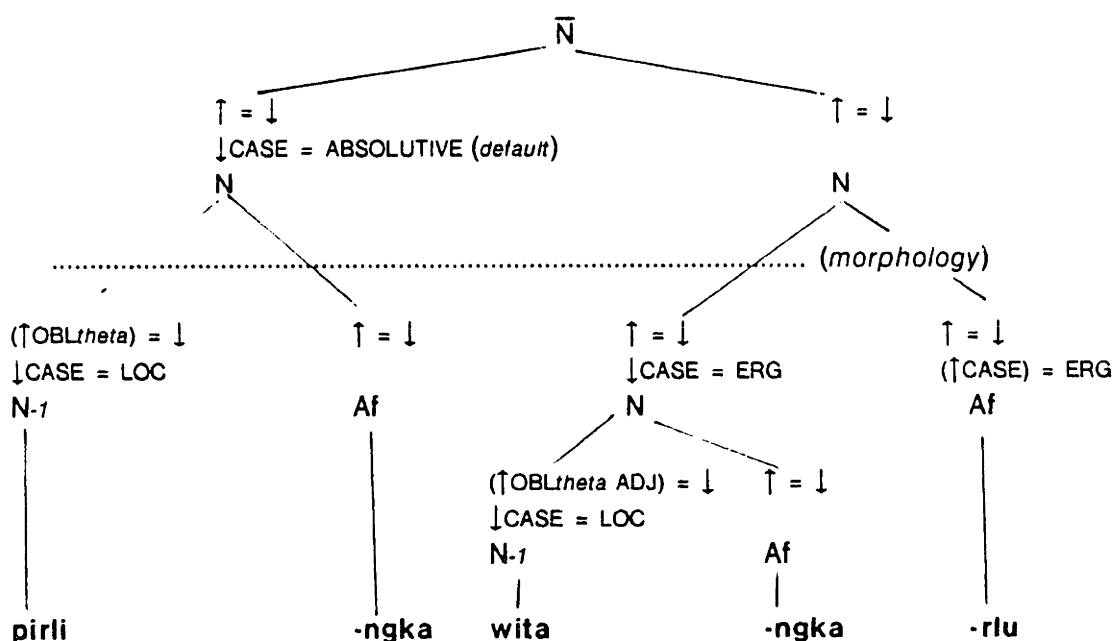 N̅
↑ = ↓ ↑ = ↓
↓CASE = ABSOLUTIVE (default)
N N
(morphology)
(↑OBLtheta) = ↓ ↑ = ↓ ↑ = ↓ ↑ = ↓
↓CASE = LOC ↓CASE = ERG (↑CASE) = ERG
N-1 Af N Af
(↑OBLtheta ADJ) = ↓ ↑ = ↓
↓CASE = LOC
N-1 Af
pirli -ngka wita -ngka -rlu